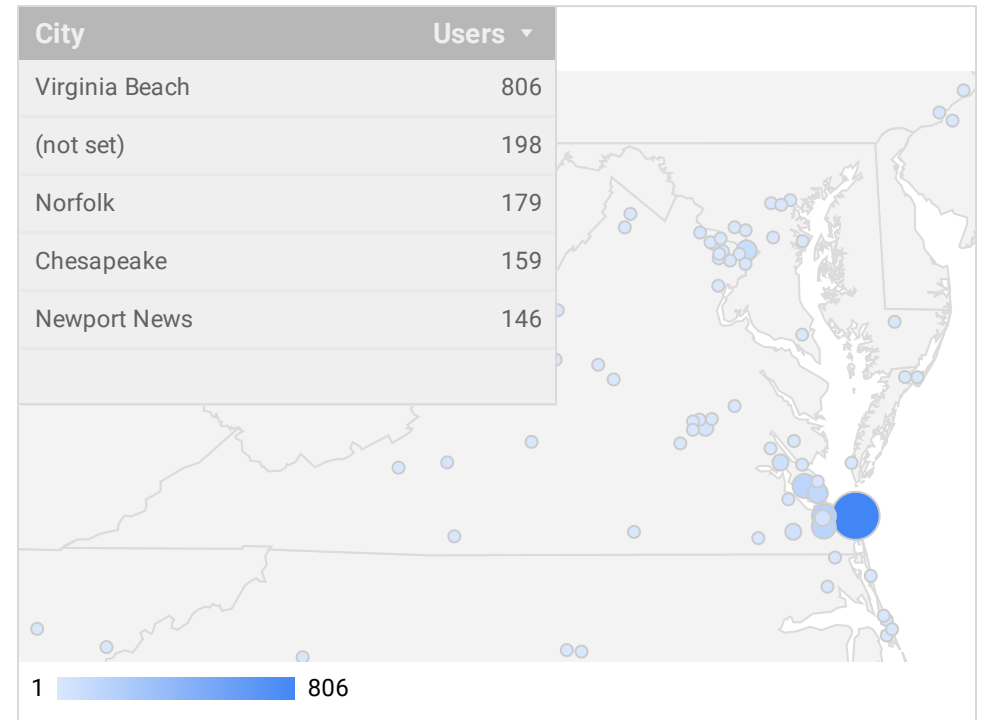 City Users
Virginia Beach 806
(not set) 198
Norfolk 179
Chesapeake 159
Newport News 146
1 806